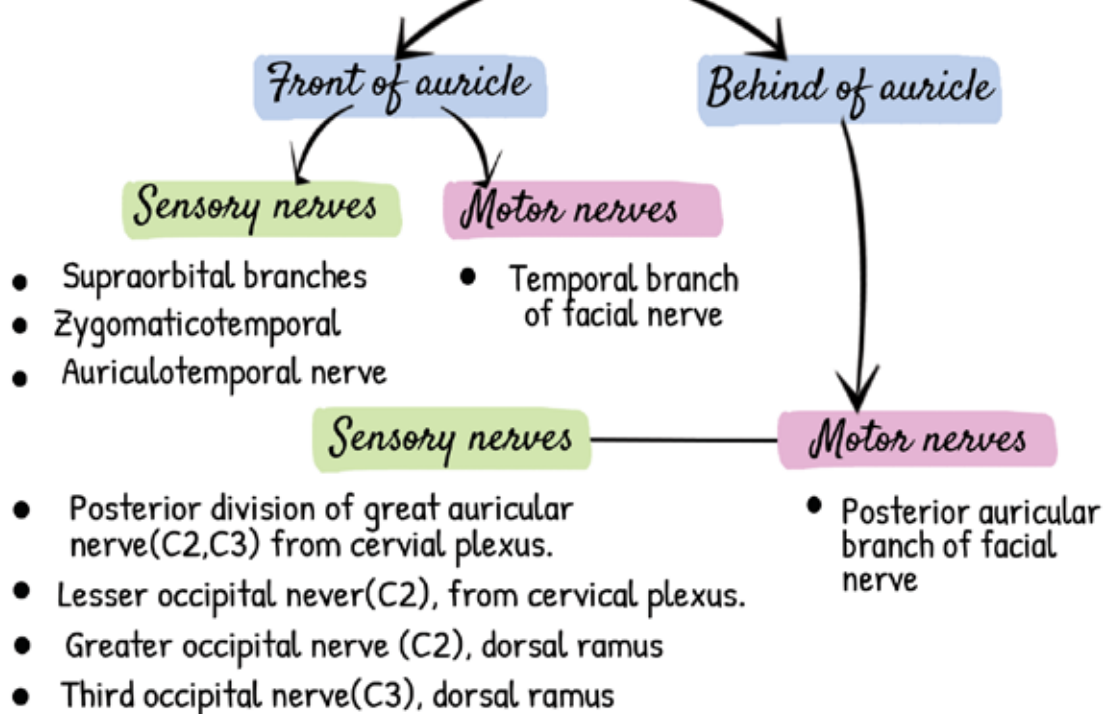 Front of auricle
Behind of auricle
Sensory nerves
Motor nerves
• Supraorbital branches
• Zygomaticotemporal
• Auriculotemporal nerve
• Temporal branch
of facial nerve
Sensory nerves
Motor nerves
• Posterior division of great auricular
nerve(C2,C3) from cervial plexus.
• Lesser occipital never(C2), from cervical plexus.
• Greater occipital nerve (C2), dorsal ramus
• Third occipital nerve(C3), dorsal ramus
• Posterior auricular
branch of facial
nerve